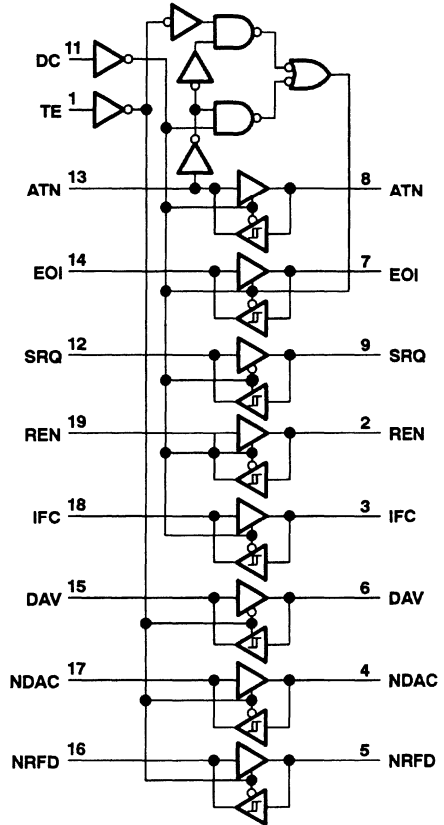 DC 11
TE 1
ATN 13 8 ATN
EOI 14 7 EOI
SRQ 12 9 SRQ
REN 19 2 REN
IFC 18 3 IFC
DAV 15 6 DAV
NDAC 17 4 NDAC
NRFD 16 5 NRFD